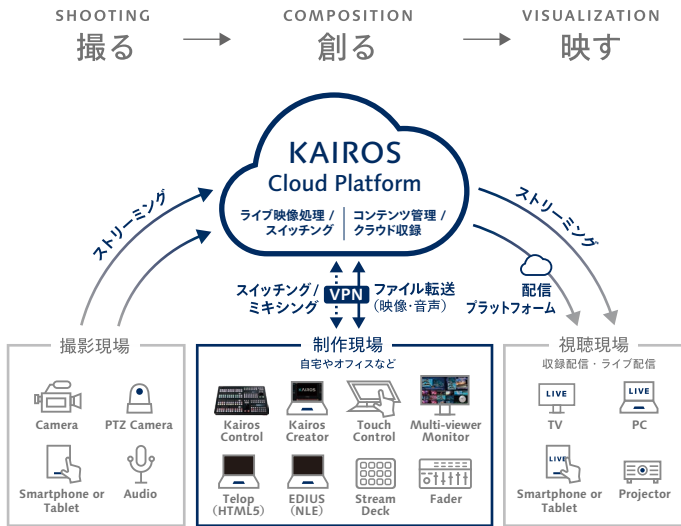 SHOOTING
撮る
COMPOSITION
創る
VISUALIZATION
映す
KAIROS
Cloud Platform
ライブ映像処理 /
スイッチング
コンテンツ管理 /
クラウド収録
ストリーミング
ストリーミング
スイッチング/
ミキシング
VPN
ファイル転送
(映像・音声)
配信
プラットフォーム
撮影現場
Camera
PTZ Camera
Smartphone or
Tablet
Audio
制作現場
自宅やオフィスなど
KAIROS
Kairos
Control
Kairos
Creator
Touch
Control
Multi-viewer
Monitor
Telop
(HTML5)
EDIUS
(NLE)
Stream
Deck
Fader
視聴現場
収録配信・ライブ配信
LIVE
TV
LIVE
PC
LIVE
Smartphone or
Tablet
Projector